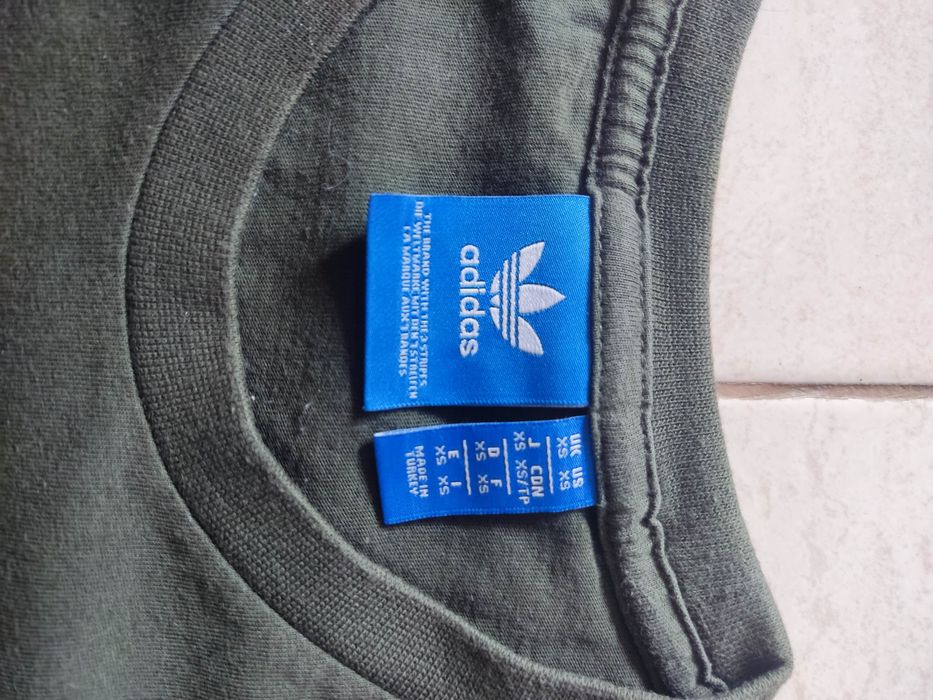 adidas
THE BRAND WITH THE 3 STRIPES
DIE WELTMARKE MIT DEN 3 STREIFEN
LA MARQUE AUX 3 BANDES
UK US
XS XS
J CDN
XS XS/TP
D F
XS XS
E I
XS XS
MADE IN
TURKEY